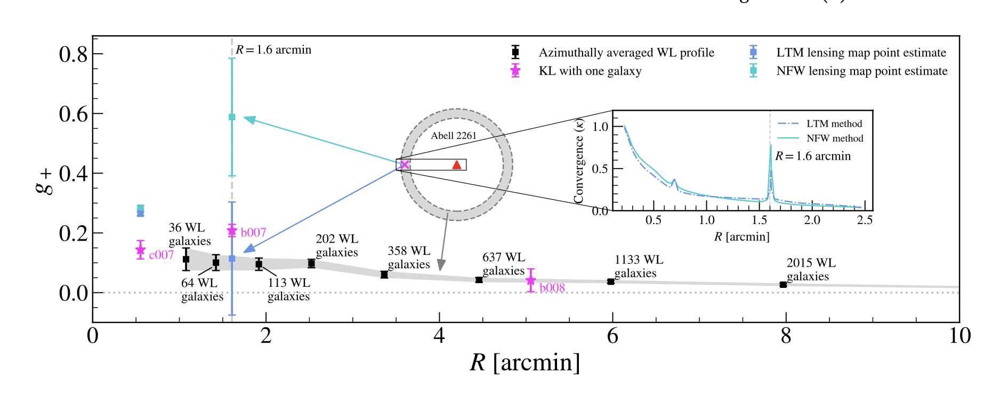 R = 1.6 arcmin
Azimuthally averaged WL profile
KL with one galaxy
LTM lensing map point estimate
NFW lensing map point estimate
0.8
0.6
0.4
0.2
0.0
g+
Abell 2261
Convergence (κ)
1.0
0.5
0.0
LTM method
NFW method
R = 1.6 arcmin
0.5 1.0 1.5 2.0 2.5
R [arcmin]
c007
36 WL
galaxies
64 WL
galaxies
b007
113 WL
galaxies
202 WL
galaxies
358 WL
galaxies
637 WL
galaxies
b008
1133 WL
galaxies
2015 WL
galaxies
0 2 4 6 8 10
R [arcmin]